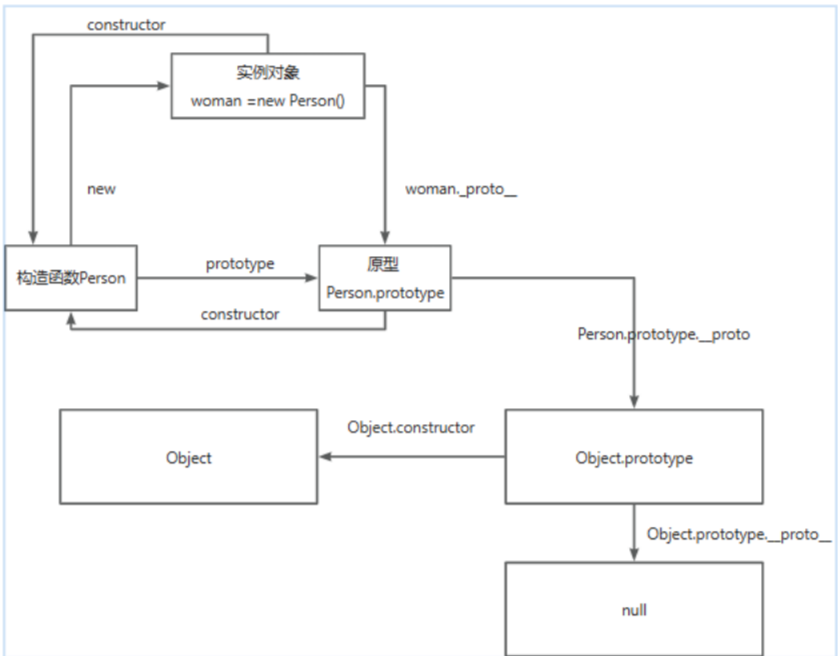 constructor
实例对象
woman =new Person()
new
woman._proto__
构造函数Person
prototype
原型
Person.prototype
constructor
Person.prototype.__proto
Object
Object.constructor
Object.prototype
Object.prototype.__proto__
null